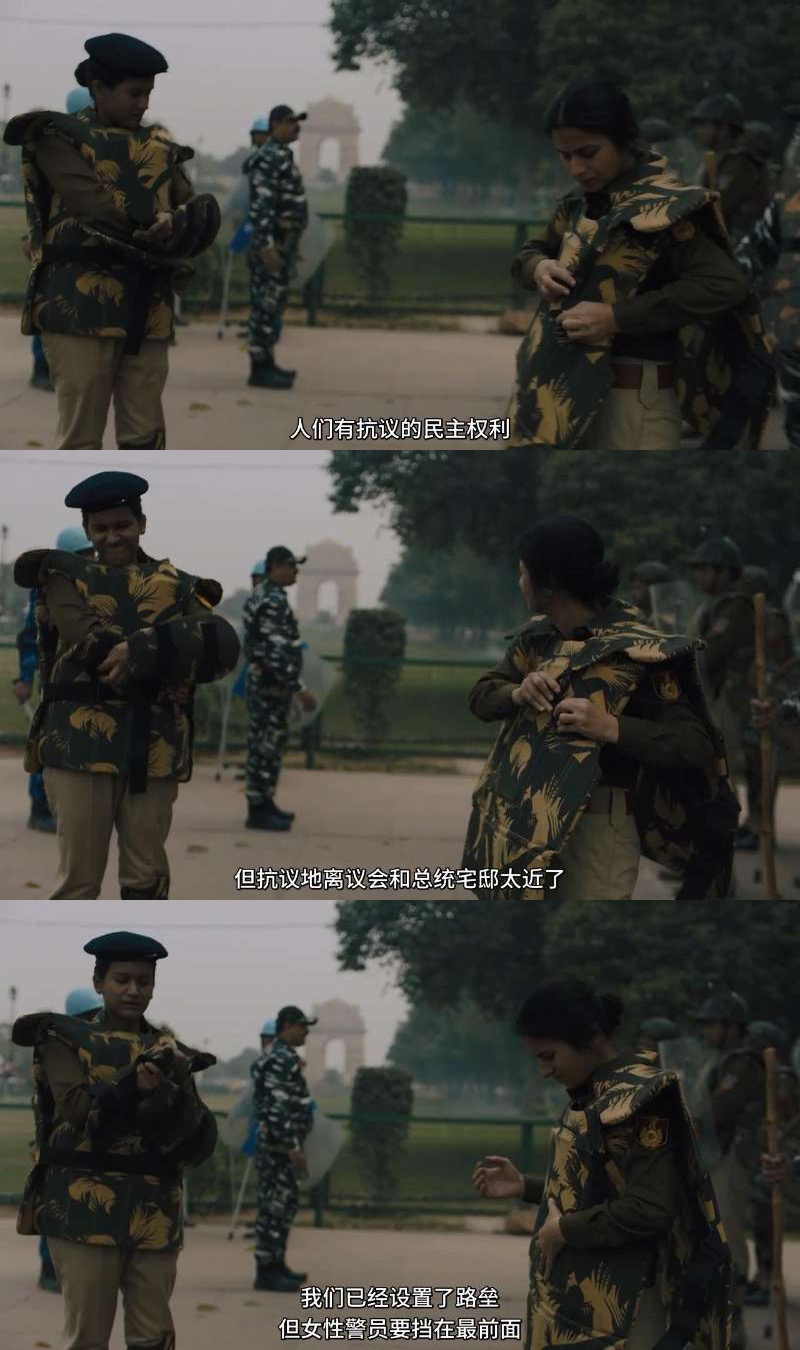 人们有抗议的民主权利
但抗议地离议会和总统宅邸太近了
我们已经设置了路垒
但女性警员要挡在最前面